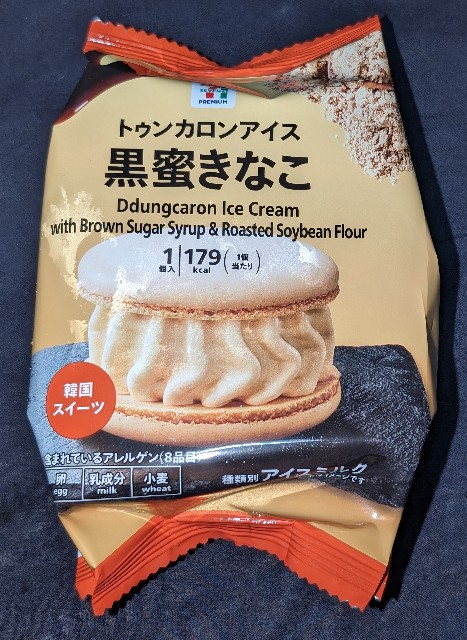 PREMIUM
トゥンカロンアイス
黒蜜きなこ
Ddungcaron Ice Cream
with Brown Sugar Syrup & Roasted Soybean Flour
1個入 179kcal (1個当たり)
韓国
スイーツ
含まれているアレルゲン(8品目)
卵 乳成分 小麦
egg milk wheat
種類別 アイスミルク